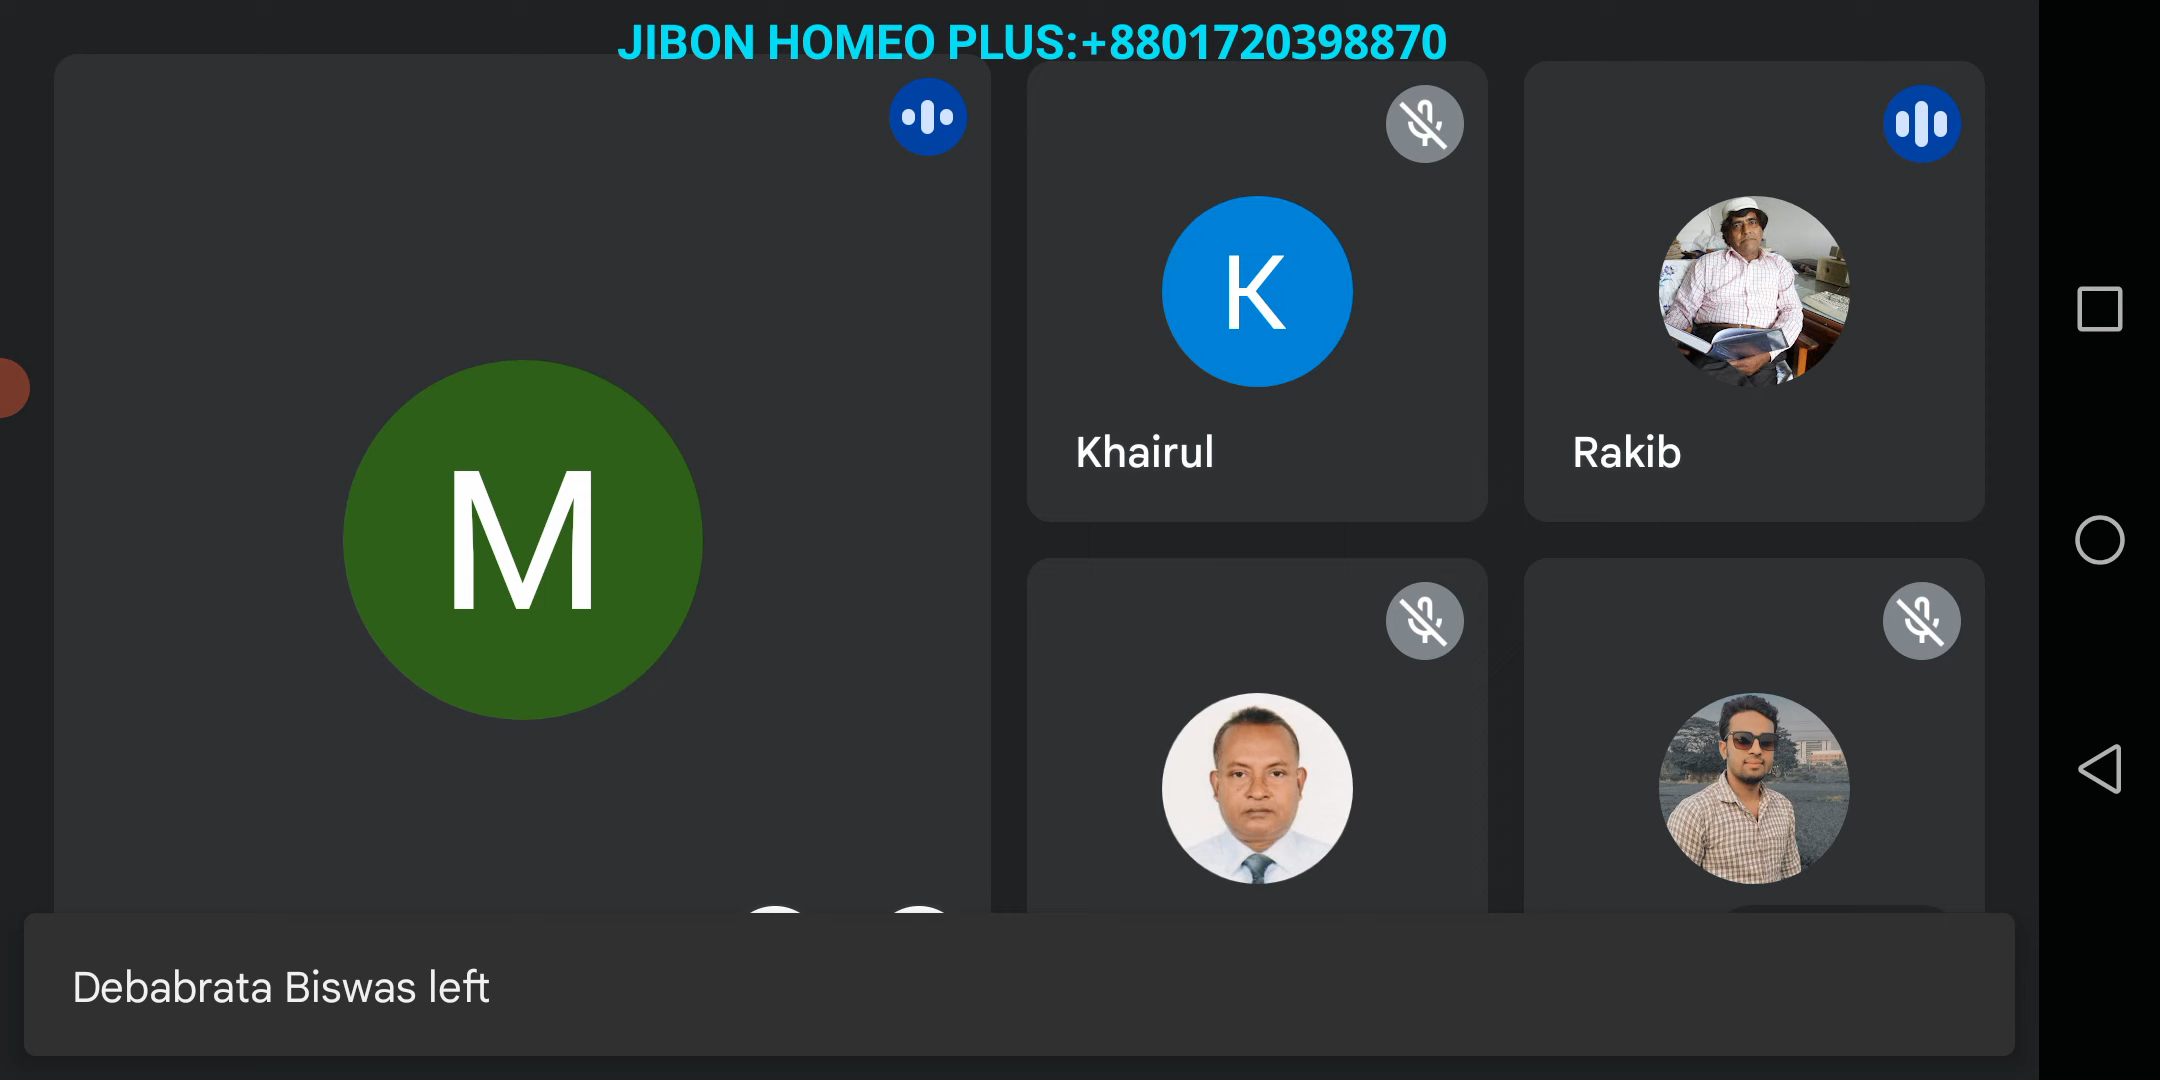 JIBON HOMEO PLUS:+8801720398870
M
K
Khairul
Rakib
Debabrata Biswas left